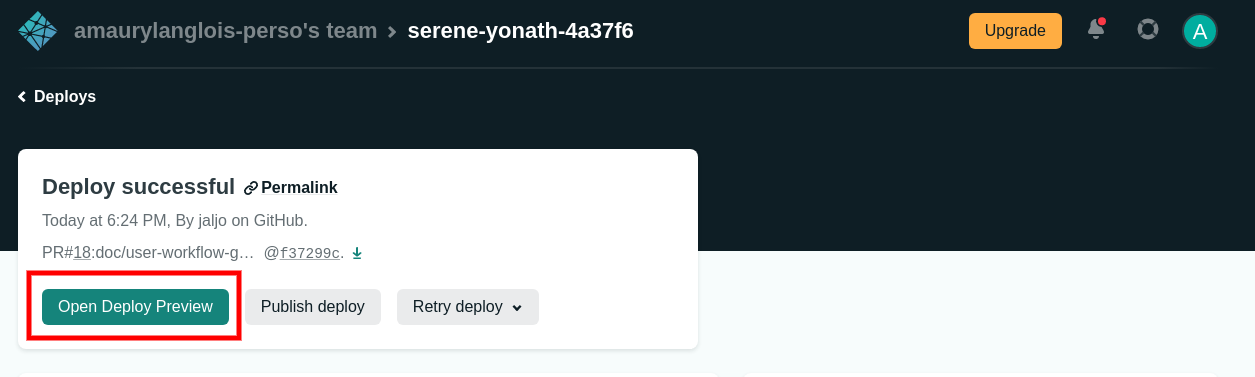 amaurylanglois-perso's team > serene-yonath-4a37f6
Upgrade
A
Deploys
Deploy successful Permalink
Today at 6:24 PM, By jaljo on GitHub.
PR#18:doc/user-workflow-g… @f37299c.
Open Deploy Preview
Publish deploy
Retry deploy